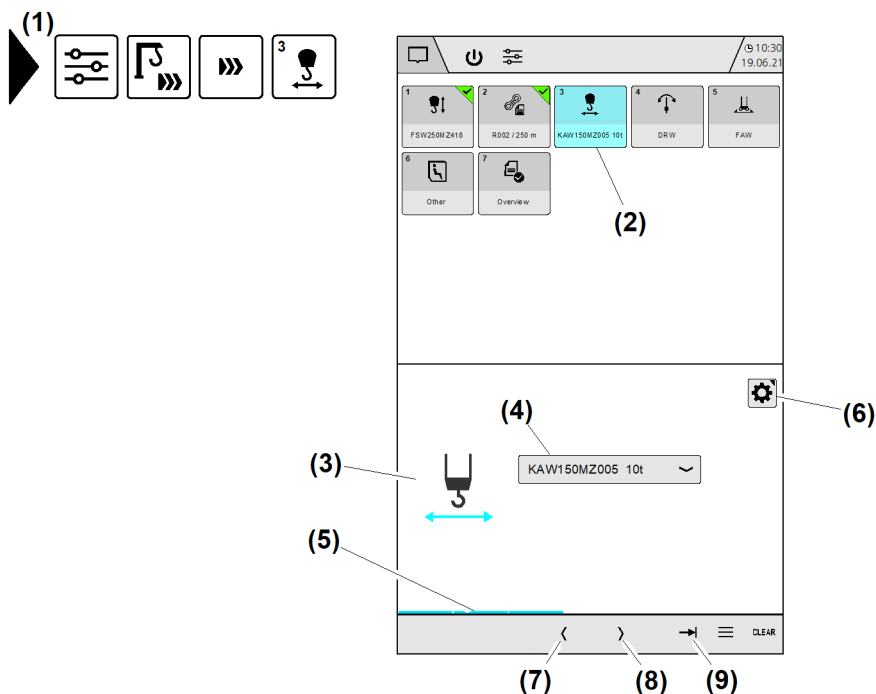 (1)
3
10:30
19.06.21
1
FSW250MZ418
2
R002 / 250 m
3
KAW150MZ005 10t
4
DRW
5
FAW
6
Other
7
Overview
(2)
(3)
(4)
KAW150MZ005 10t
(5)
(6)
CLEAR
(7)
(8)
(9)